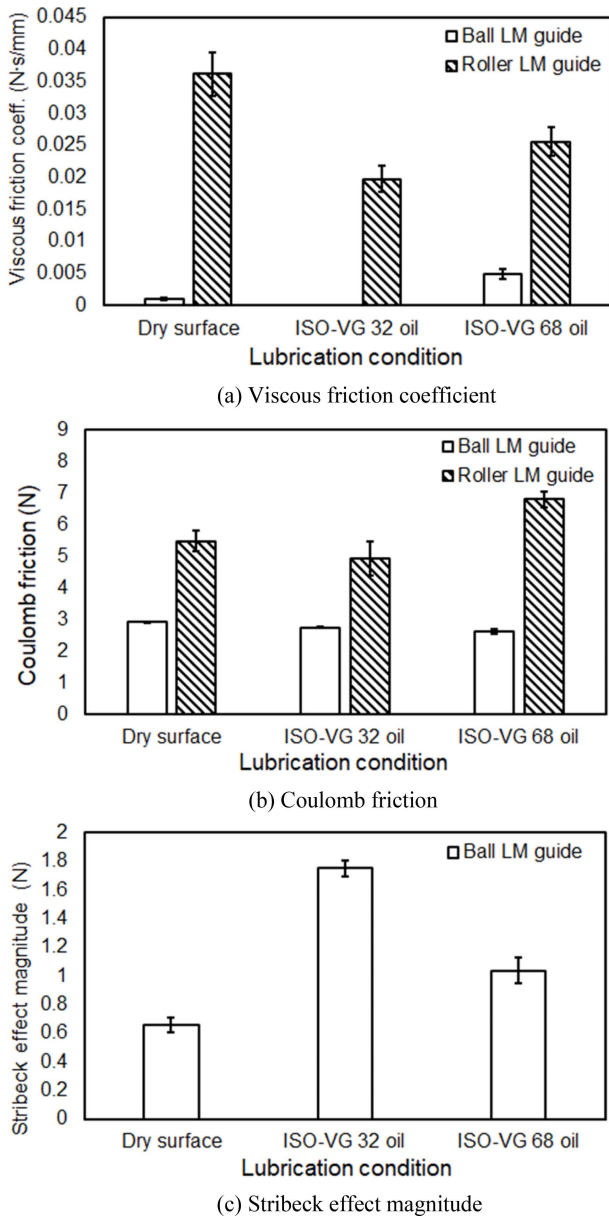 Viscous friction coeff. (N·s/mm)
0.045
0.04
0.035
0.03
0.025
0.02
0.015
0.01
0.005
0
Ball LM guide
Roller LM guide
Dry surface
ISO-VG 32 oil
ISO-VG 68 oil
Lubrication condition
(a) Viscous friction coefficient
Coulomb friction (N)
9
8
7
6
5
4
3
2
1
0
Ball LM guide
Roller LM guide
Dry surface
ISO-VG 32 oil
ISO-VG 68 oil
Lubrication condition
(b) Coulomb friction
Stribeck effect magnitude (N)
2
1.8
1.6
1.4
1.2
1
0.8
0.6
0.4
0.2
0
Ball LM guide
Dry surface
ISO-VG 32 oil
ISO-VG 68 oil
Lubrication condition
(c) Stribeck effect magnitude